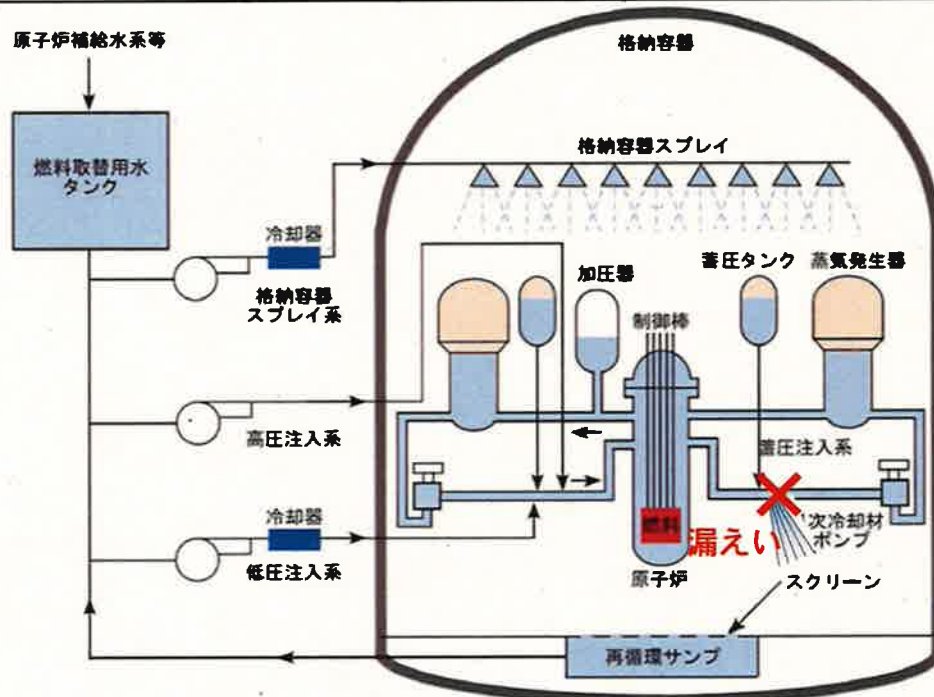 原子炉補給水系等
格納容器
燃料取替用水
タンク
格納容器スプレイ
冷却器
格納容器
スプレイ系
加圧器
蓄圧タンク
蒸気発生器
制御棒
高圧注入系
蓄圧注入系
冷却器
低圧注入系
燃料
漏えい
1次冷却材
ポンプ
原子炉
スクリーン
再循環サンプ